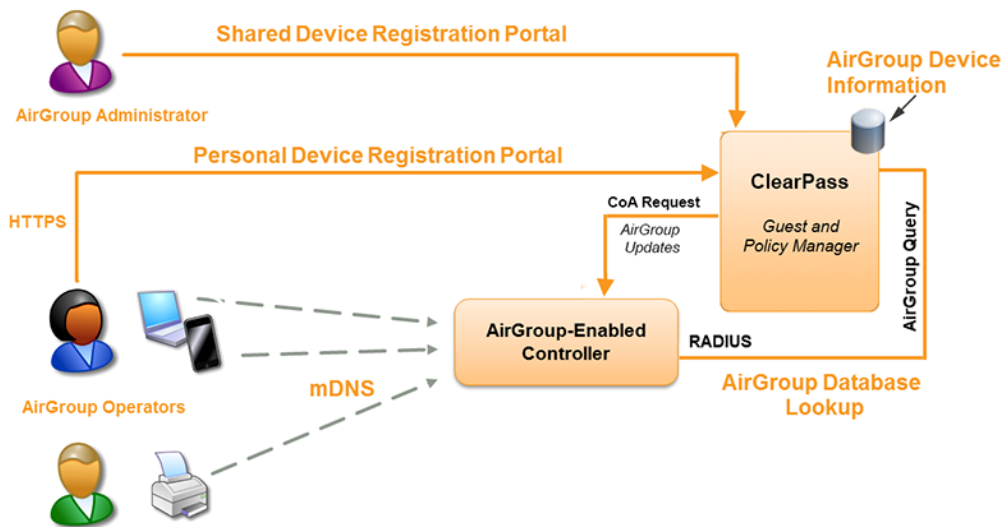 Shared Device Registration Portal
AirGroup Device
Information
AirGroup Administrator
Personal Device Registration Portal
ClearPass
Guest and
Policy Manager
HTTPS
CoA Request
AirGroup
Updates
AirGroup Query
AirGroup-Enabled
Controller
RADIUS
mDNS
AirGroup Database
Lookup
AirGroup Operators